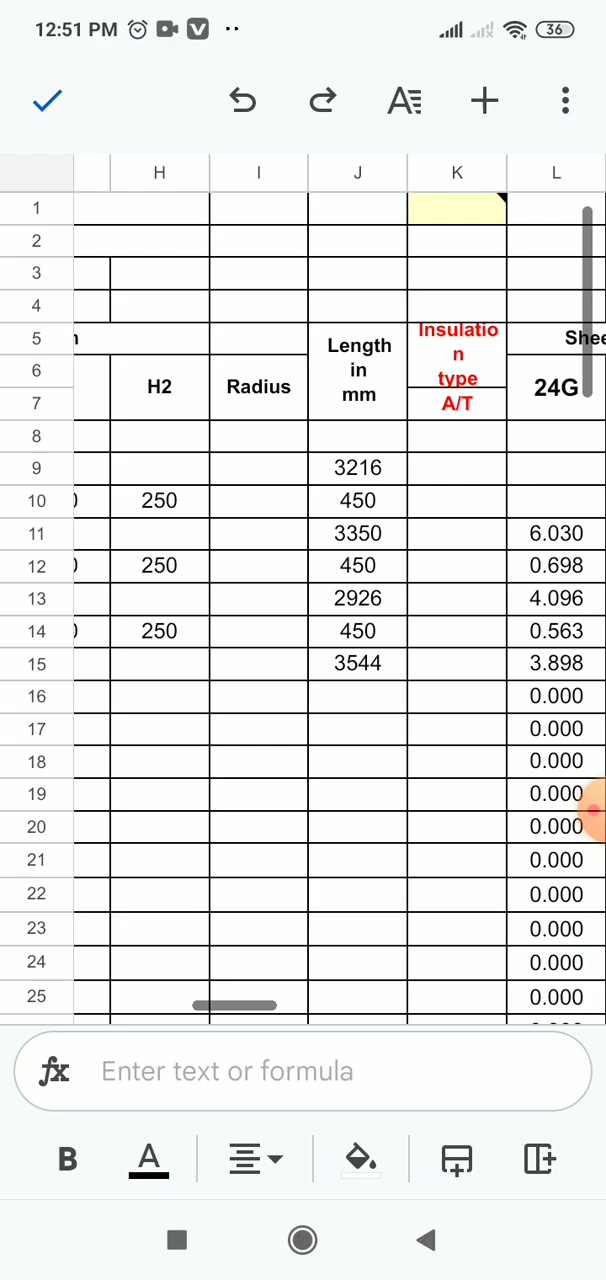 12:51 PM 36
H I J K L
1
2
3
4
5 Length in mm Insulatio n type Shee
6 H2 Radius 24G
7 A/T
8
9 3216
10 250 450
11 3350 6.030
12 250 450 0.698
13 2926 4.096
14 250 450 0.563
15 3544 3.898
16 0.000
17 0.000
18 0.000
19 0.000
20 0.000
21 0.000
22 0.000
23 0.000
24 0.000
25 0.000
fx Enter text or formula
B A